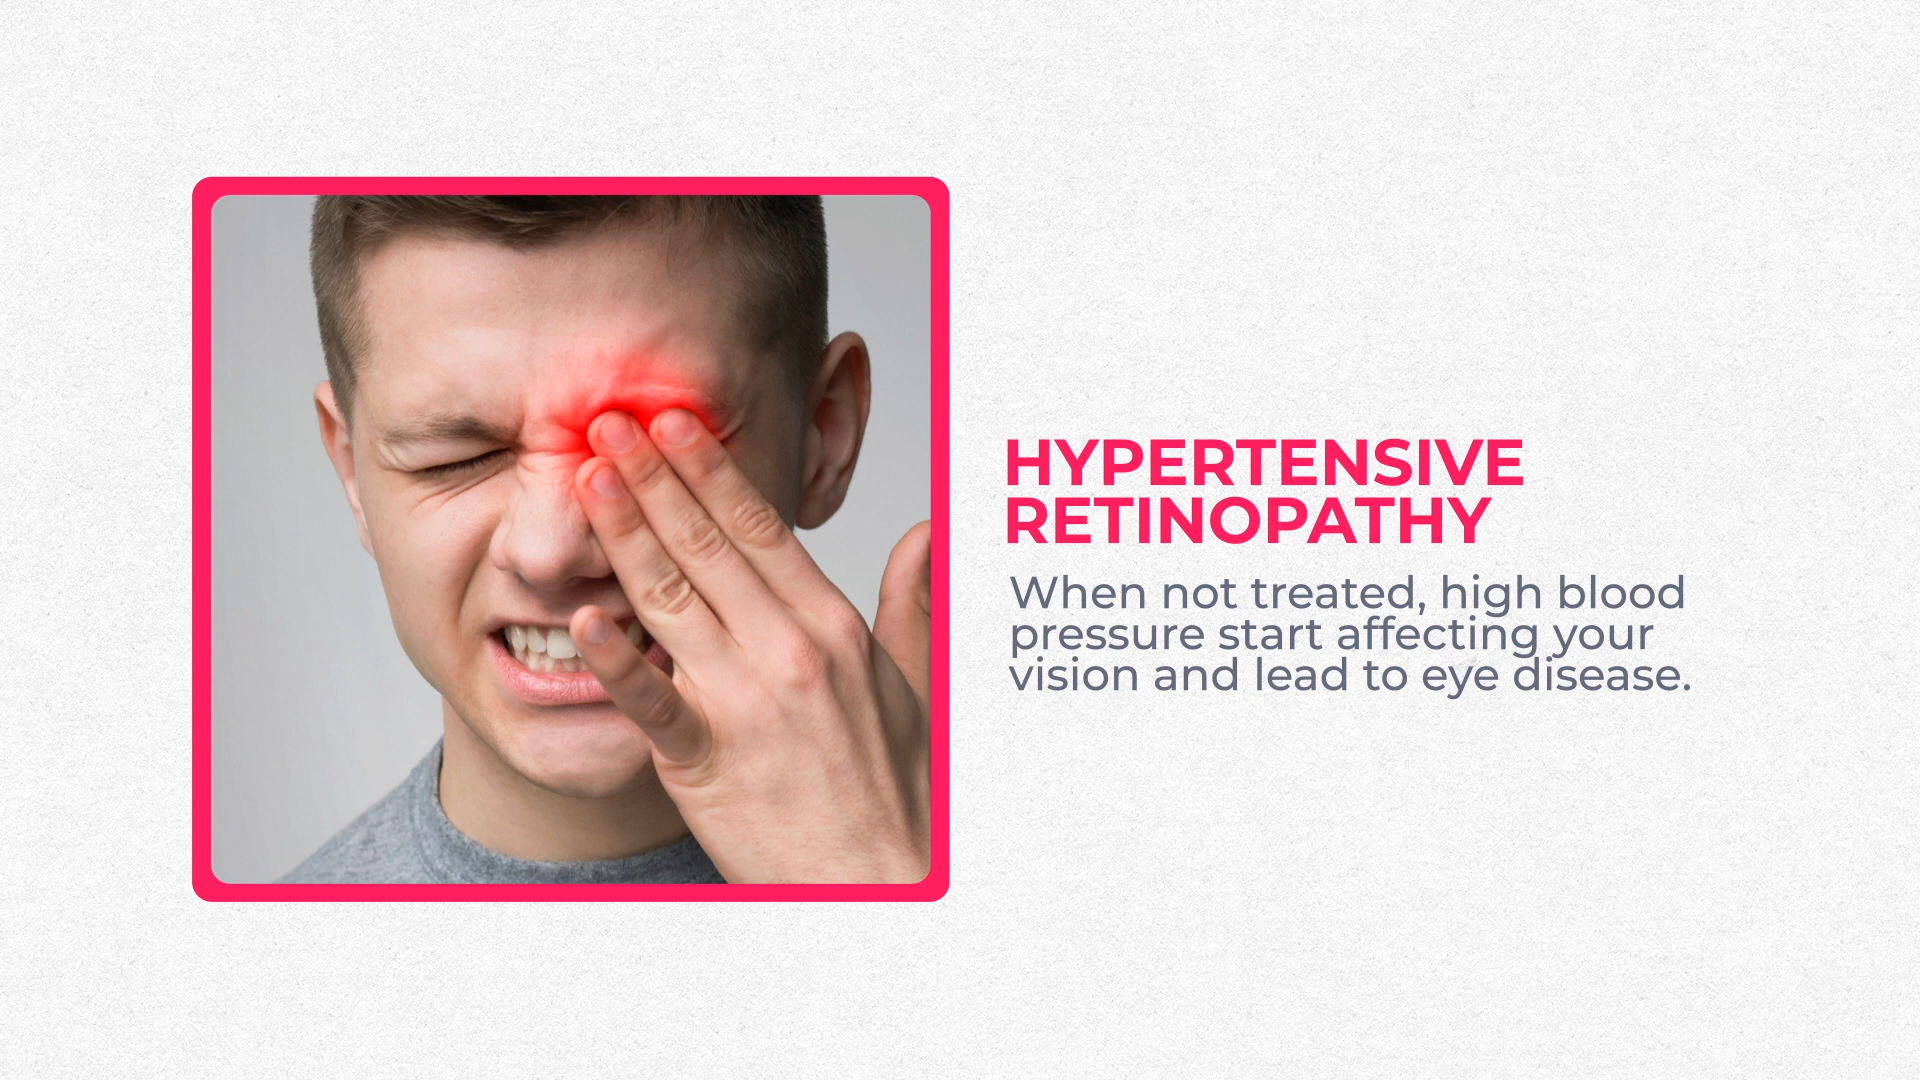 HYPERTENSIVE
RETINOPATHY
When not treated, high blood
pressure start affecting your
vision and lead to eye disease.